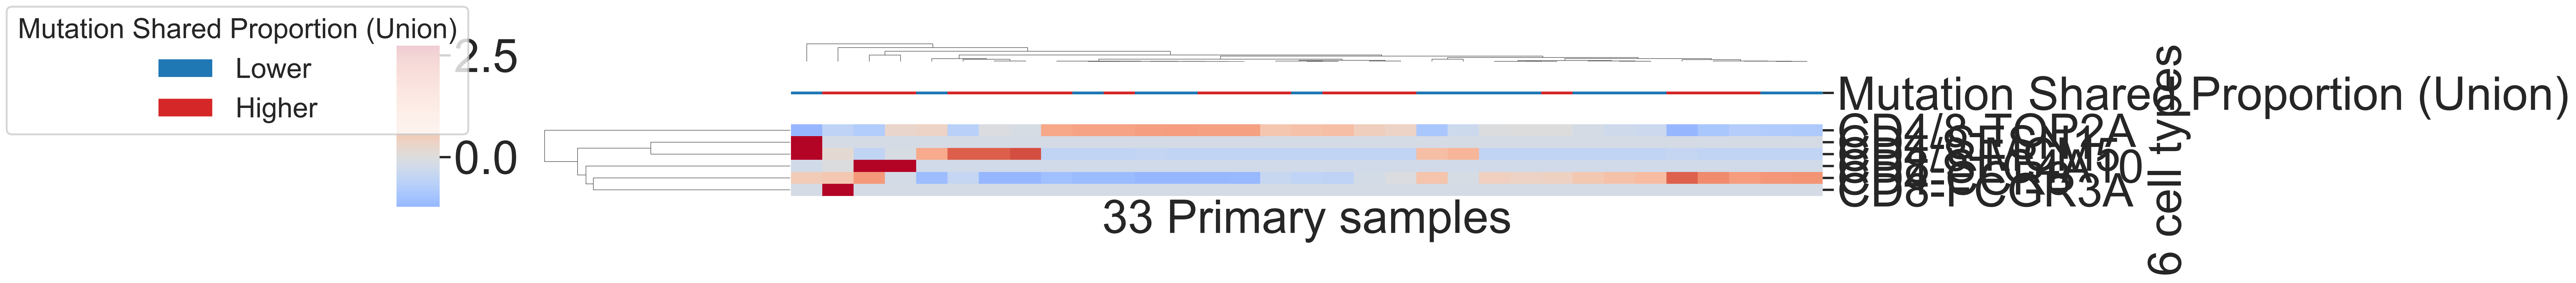 Mutation Shared Proportion (Union)
Lower
Higher
2.5
0.0
Mutation Shared Proportion (Union)
CD4/8-TOP2A
CD8-FCGR3A
6 cell types
33 Primary samples